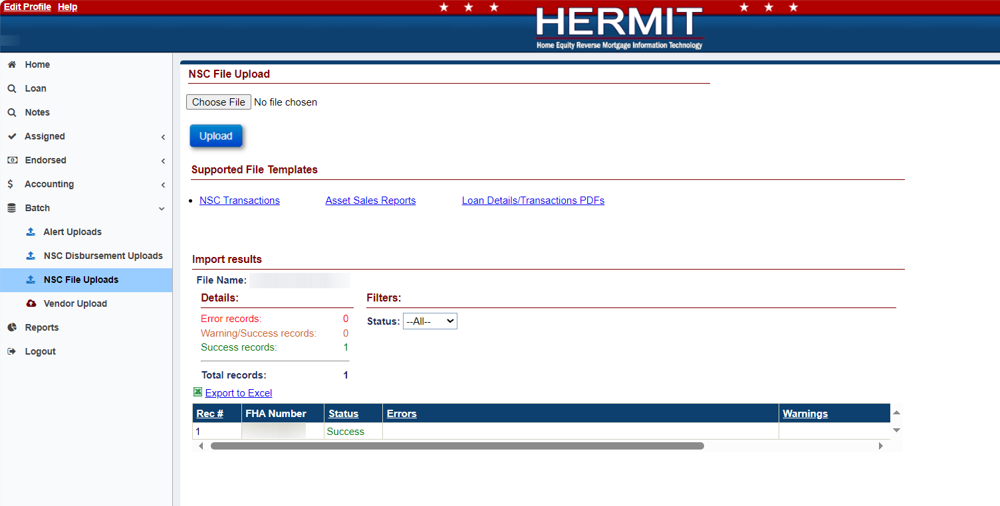 Edit Profile Help
HERMIT
Home Equity Reverse Mortgage Information Technology
Home
Loan
Notes
Assigned
Endorsed
$ Accounting
Batch
Alert Uploads
NSC Disbursement Uploads
NSC File Uploads
Vendor Upload
Reports
Logout
NSC File Upload
Choose File No file chosen
Upload
Supported File Templates
• NSC Transactions Asset Sales Reports Loan Details/Transactions PDFs
Import results
File Name:
Details: Filters:
Error records: 0
Status: --All--
Warning/Success records: 0
Success records: 1
Total records: 1
Export to Excel
Rec # FHA Number Status Errors Warnings
1 Success